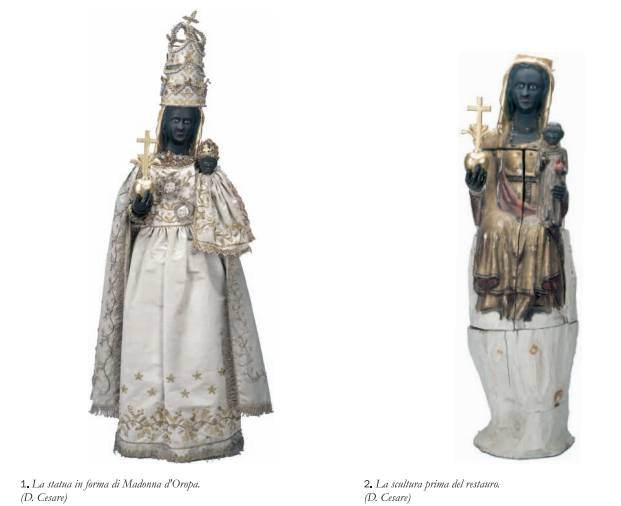 1. La statua in forma di Madonna d'Oropa.
(D. Cesare)
2. La scultura prima del restauro.
(D. Cesare)